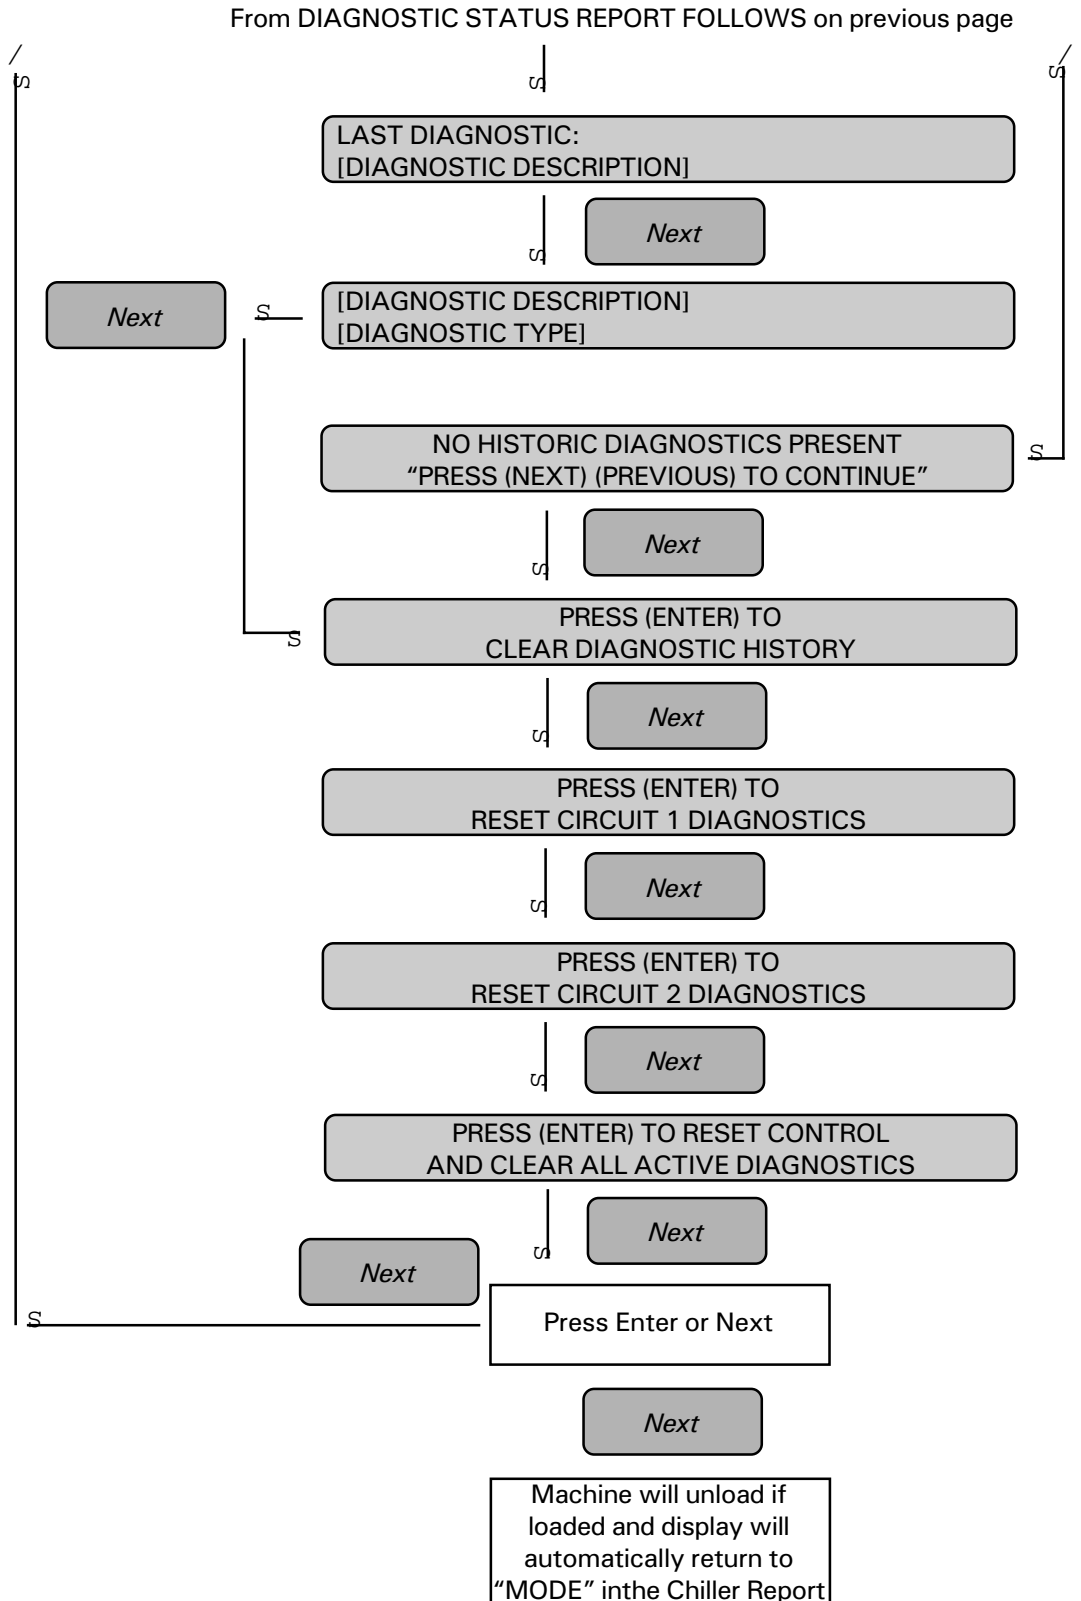 From DIAGNOSTIC STATUS REPORT FOLLOWS on previous page
/
/
S
S
S
LAST DIAGNOSTIC:
[DIAGNOSTIC DESCRIPTION]
Next
S
[DIAGNOSTIC DESCRIPTION]
[DIAGNOSTIC TYPE]
Next
S
NO HISTORIC DIAGNOSTICS PRESENT
“PRESS (NEXT) (PREVIOUS) TO CONTINUE”
S
Next
S
PRESS (ENTER) TO
CLEAR DIAGNOSTIC HISTORY
S
Next
S
PRESS (ENTER) TO
RESET CIRCUIT 1 DIAGNOSTICS
Next
S
PRESS (ENTER) TO
RESET CIRCUIT 2 DIAGNOSTICS
Next
S
PRESS (ENTER) TO RESET CONTROL
AND CLEAR ALL ACTIVE DIAGNOSTICS
Next
S
Next
S
Press Enter or Next
Next
Machine will unload if
loaded and display will
automatically return to
“MODE” inthe Chiller Report